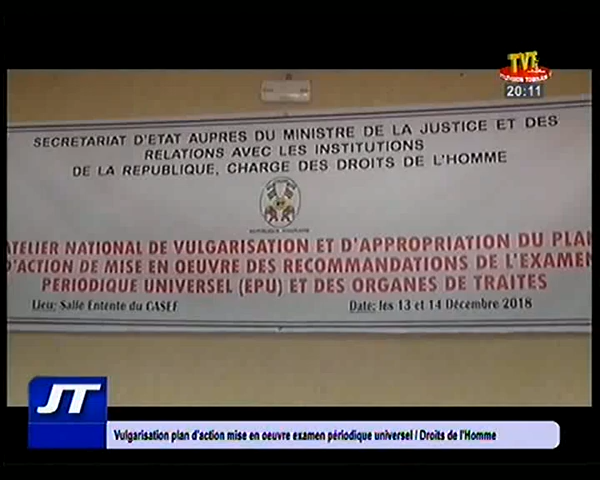 TVT
20:11
SECRETARIAT D'ETAT AUPRES DU MINISTRE DE LA JUSTICE ET DES
RELATIONS AVEC LES INSTITUTIONS
DE LA REPUBLIQUE, CHARGE DES DROITS DE L'HOMME
ATELIER NATIONAL DE VULGARISATION ET D'APPROPRIATION DU PLAN
D'ACTION DE MISE EN OEUVRE DES RECOMMANDATIONS DE L'EXAMEN
PERIODIQUE UNIVERSEL (EPU) ET DES ORGANES DE TRAITES
Lieu: Salle Entente du CASEF
Date: les 13 et 14 Décembre 2018
JT
Vulgarisation plan d'action mise en oeuvre examen périodique universel / Droits de l'Homme